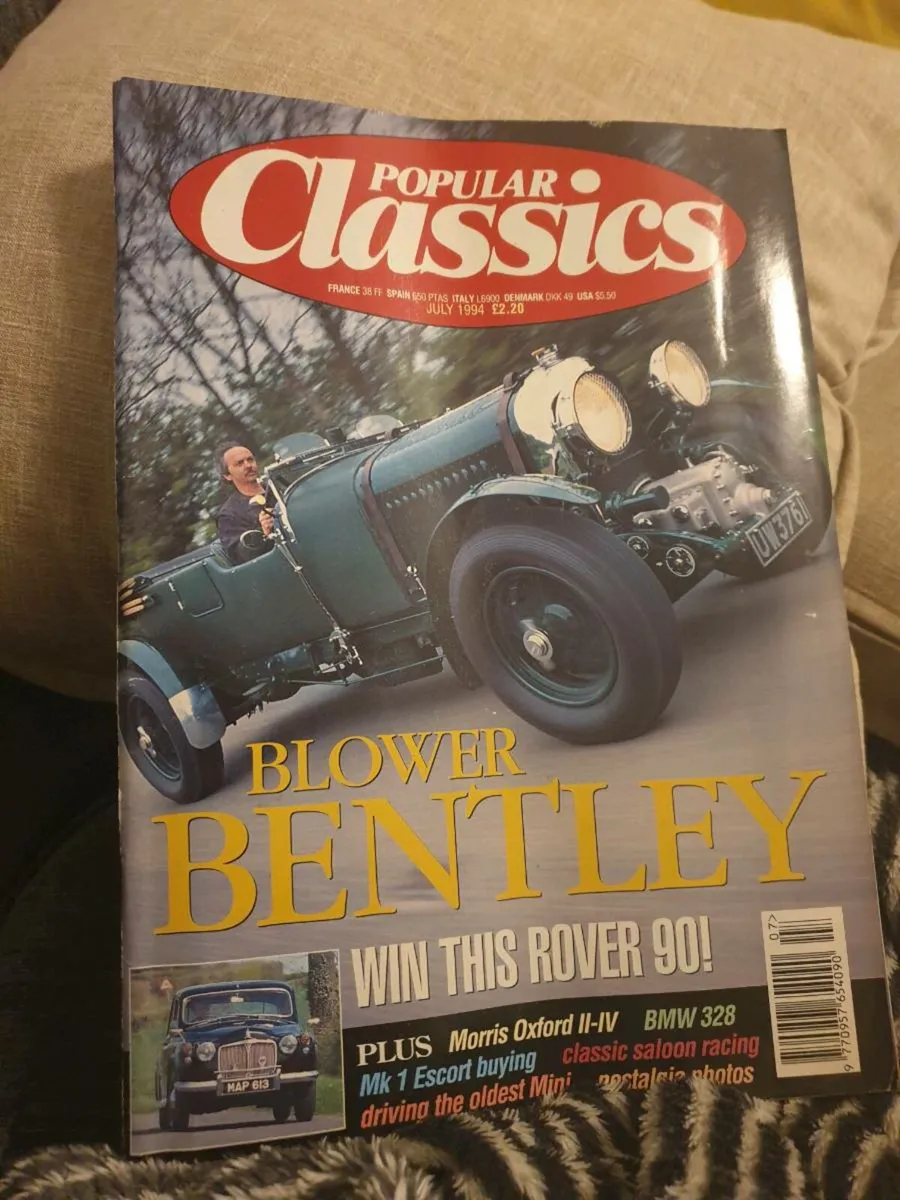 POPULAR
Classics
FRANCE 38 FF SPAIN 650 PTAS ITALY L6900 DENMARK DKK 49 USA $5.50
JULY 1994 £2.20
UW 3761
BLOWER
BENTLEY
WIN THIS ROVER 90!
MAP 613
PLUS Morris Oxford II-IV BMW 328
Mk 1 Escort buying classic saloon racing
driving the oldest Mini nostalgia photos
07>
9 770957 654090